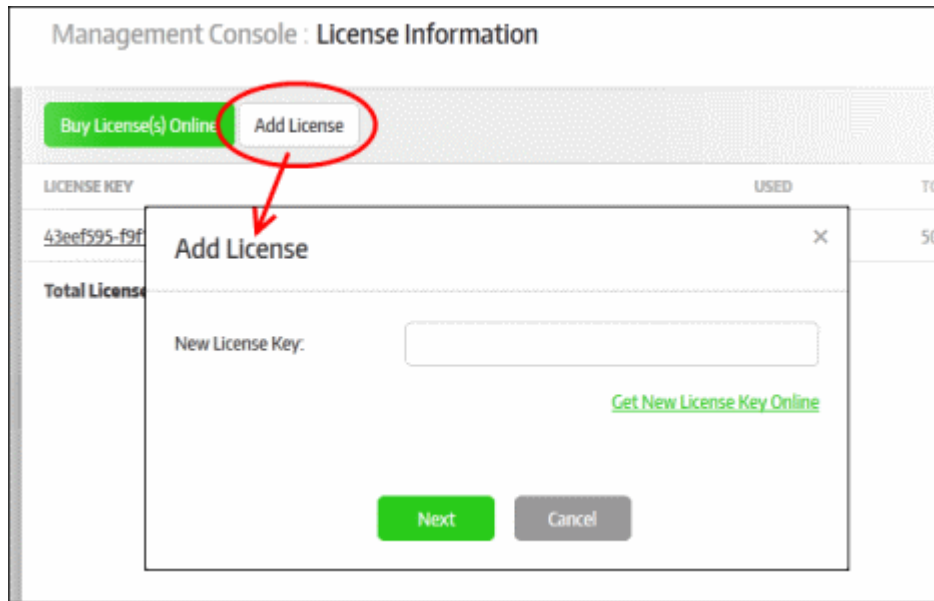 Management Console : License Information
Buy License(s) Online Add License
LICENSE KEY USED
43eef595-f9f
Add License ×
Total License
New License Key:
Get New License Key Online
Next Cancel